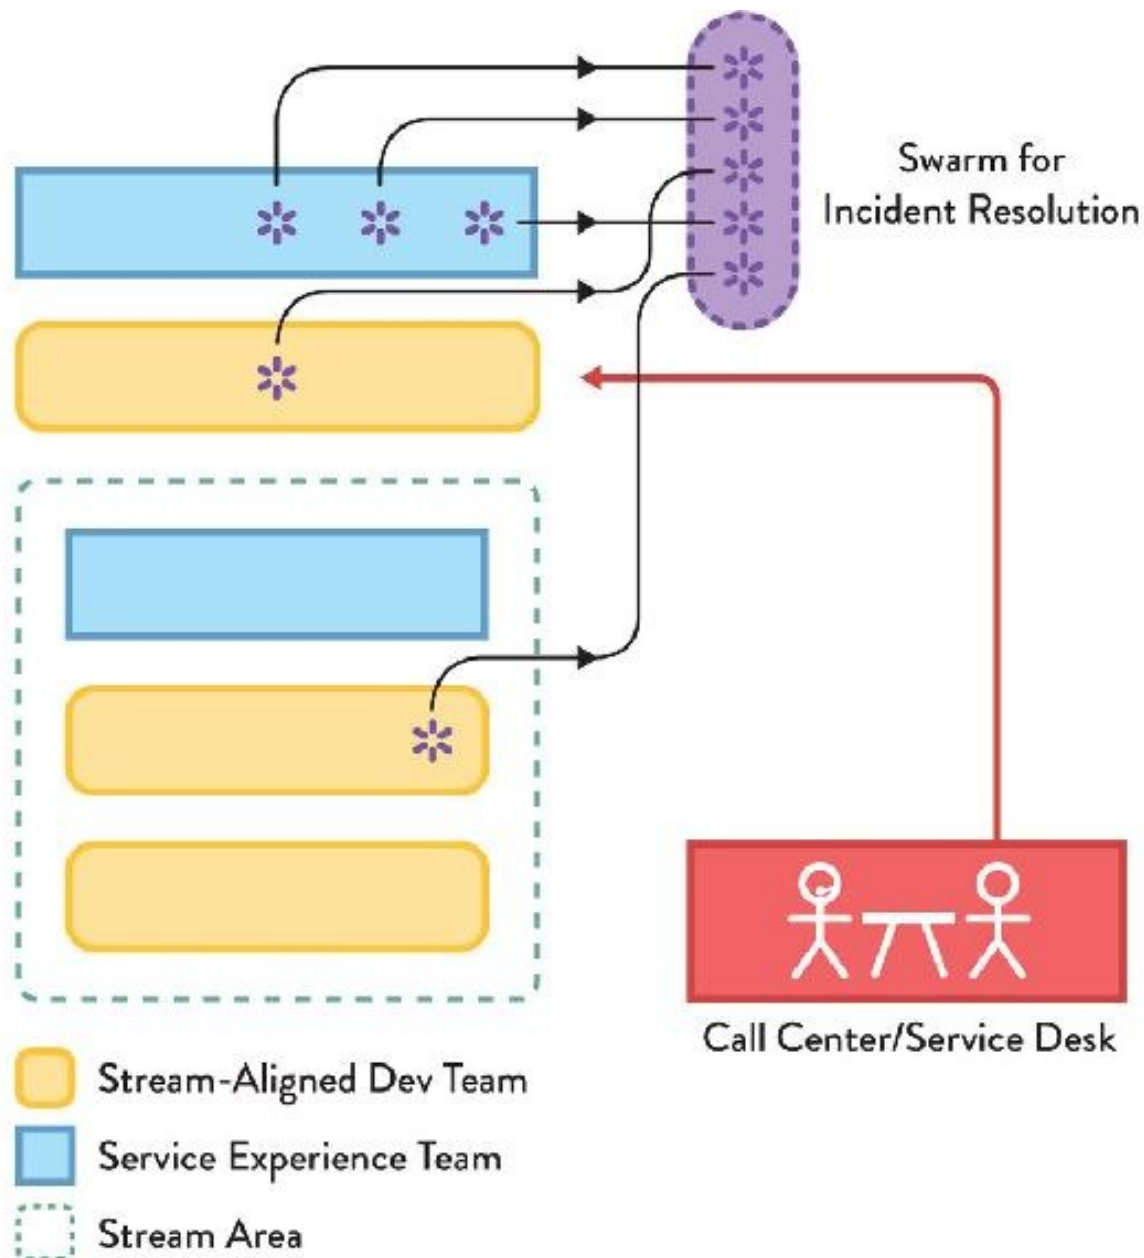 Swarm for
Incident Resolution
Call Center/Service Desk
Stream-Aligned Dev Team
Service Experience Team
Stream Area